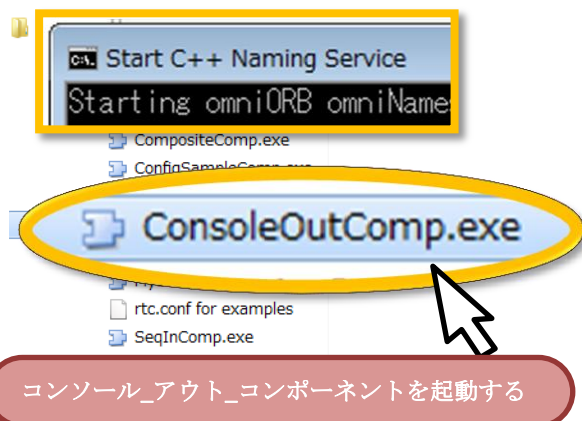 Start C++ Naming Service
Starting omniORB omniName
CompositeComp.exe
ConfigSampleComp.exe
ConsoleOutComp.exe
rtc.conf for examples
SeqInComp.exe
コンソール_アウト_コンポーネントを起動する